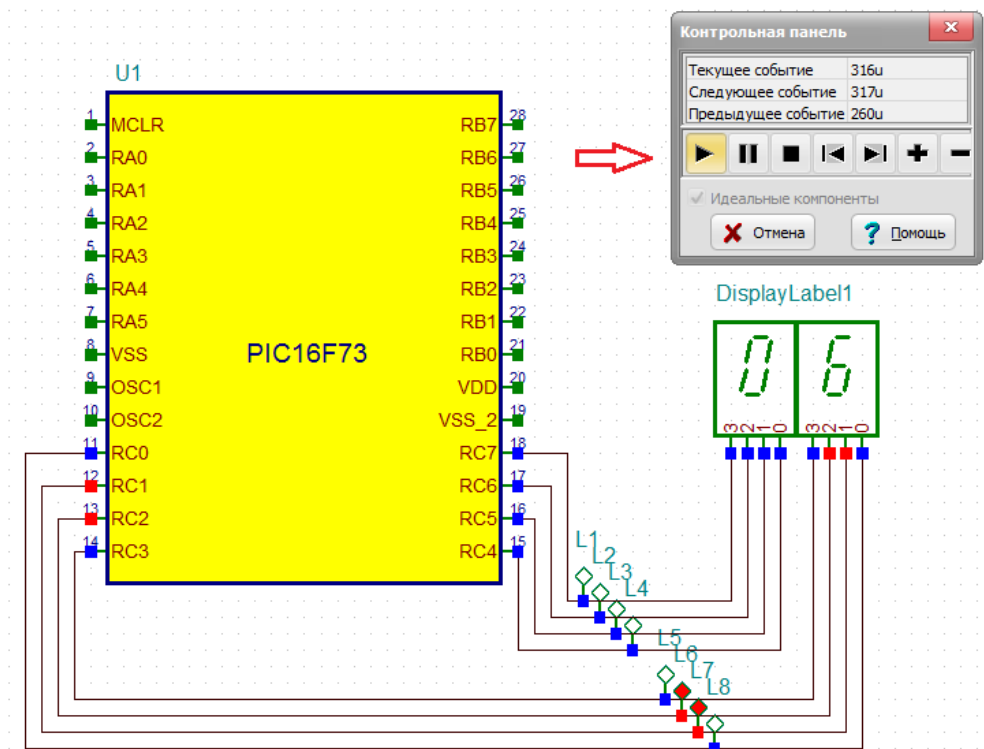 Контрольная панель
Текущее событие 316u
Следующее событие 317u
Предыдущее событие 260u
Идеальные компоненты
Отмена
Помощь
U1
1 MCLR RB7 28
2 RA0 RB6 27
3 RA1 RB5 26
4 RA2 RB4 25
5 RA3 RB3 24
6 RA4 RB2 23
7 RA5 RB1 22
8 VSS PIC16F73 RB0 21
9 OSC1 VDD 20
10 OSC2 VSS_2 19
11 RC0 RC7 18
12 RC1 RC6 17
13 RC2 RC5 16
14 RC3 RC4 15
DisplayLabel1
0 6
3 2 1 0 3 2 1 0
L1
L2
L3
L4
L5
L6
L7
L8